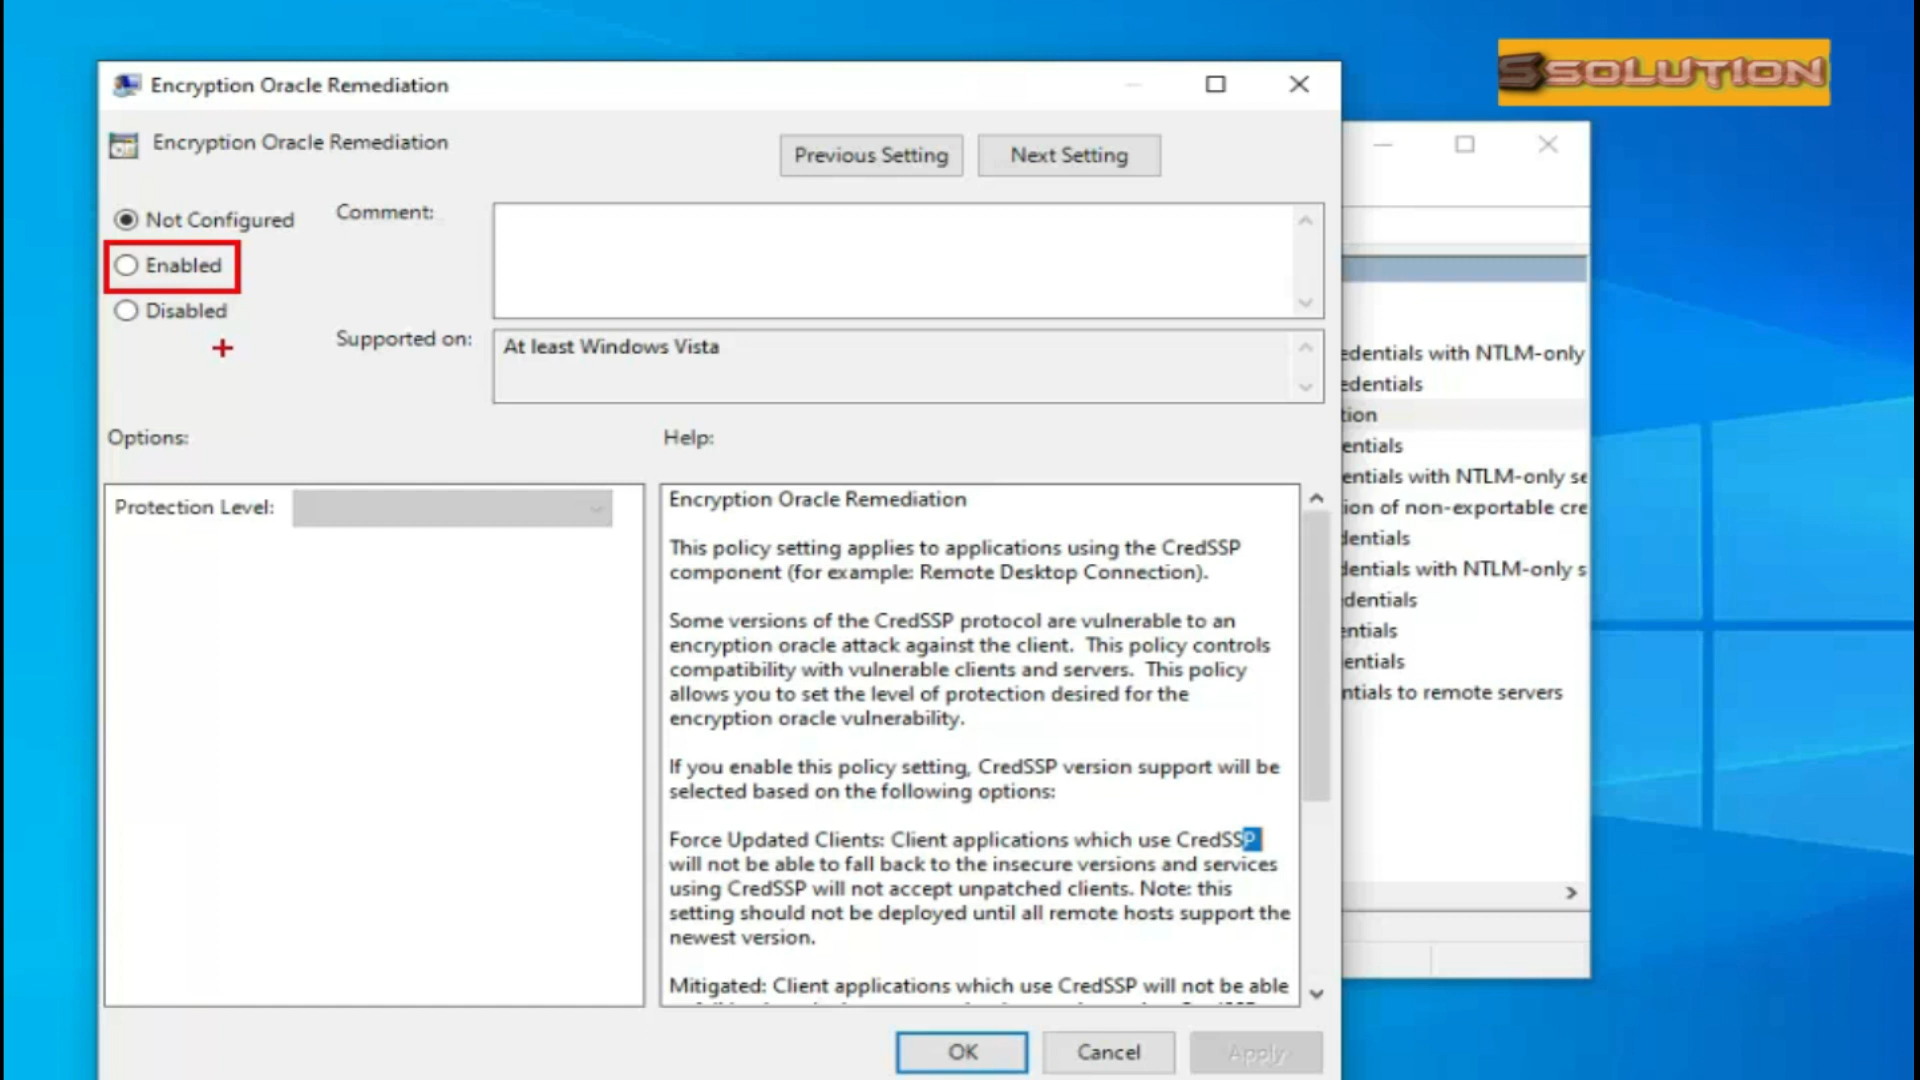 SSOLUTION
Encryption Oracle Remediation
Encryption Oracle Remediation
Previous Setting
Next Setting
Not Configured
Enabled
Disabled
Comment:
Supported on:
At least Windows Vista
Options:
Help:
Protection Level:
Encryption Oracle Remediation
This policy setting applies to applications using the CredSSP
component (for example: Remote Desktop Connection).
Some versions of the CredSSP protocol are vulnerable to an
encryption oracle attack against the client.  This policy controls
compatibility with vulnerable clients and servers.  This policy
allows you to set the level of protection desired for the
encryption oracle vulnerability.
If you enable this policy setting, CredSSP version support will be
selected based on the following options:
Force Updated Clients: Client applications which use CredSSP
will not be able to fall back to the insecure versions and services
using CredSSP will not accept unpatched clients. Note: this
setting should not be deployed until all remote hosts support the
newest version.
Mitigated: Client applications which use CredSSP will not be able
OK
Cancel
Apply
edentials with NTLM-only
edentials
tion
entials
entials with NTLM-only se
ion of non-exportable cre
dentials
dentials with NTLM-only s
dentials
entials
entials
ntials to remote servers